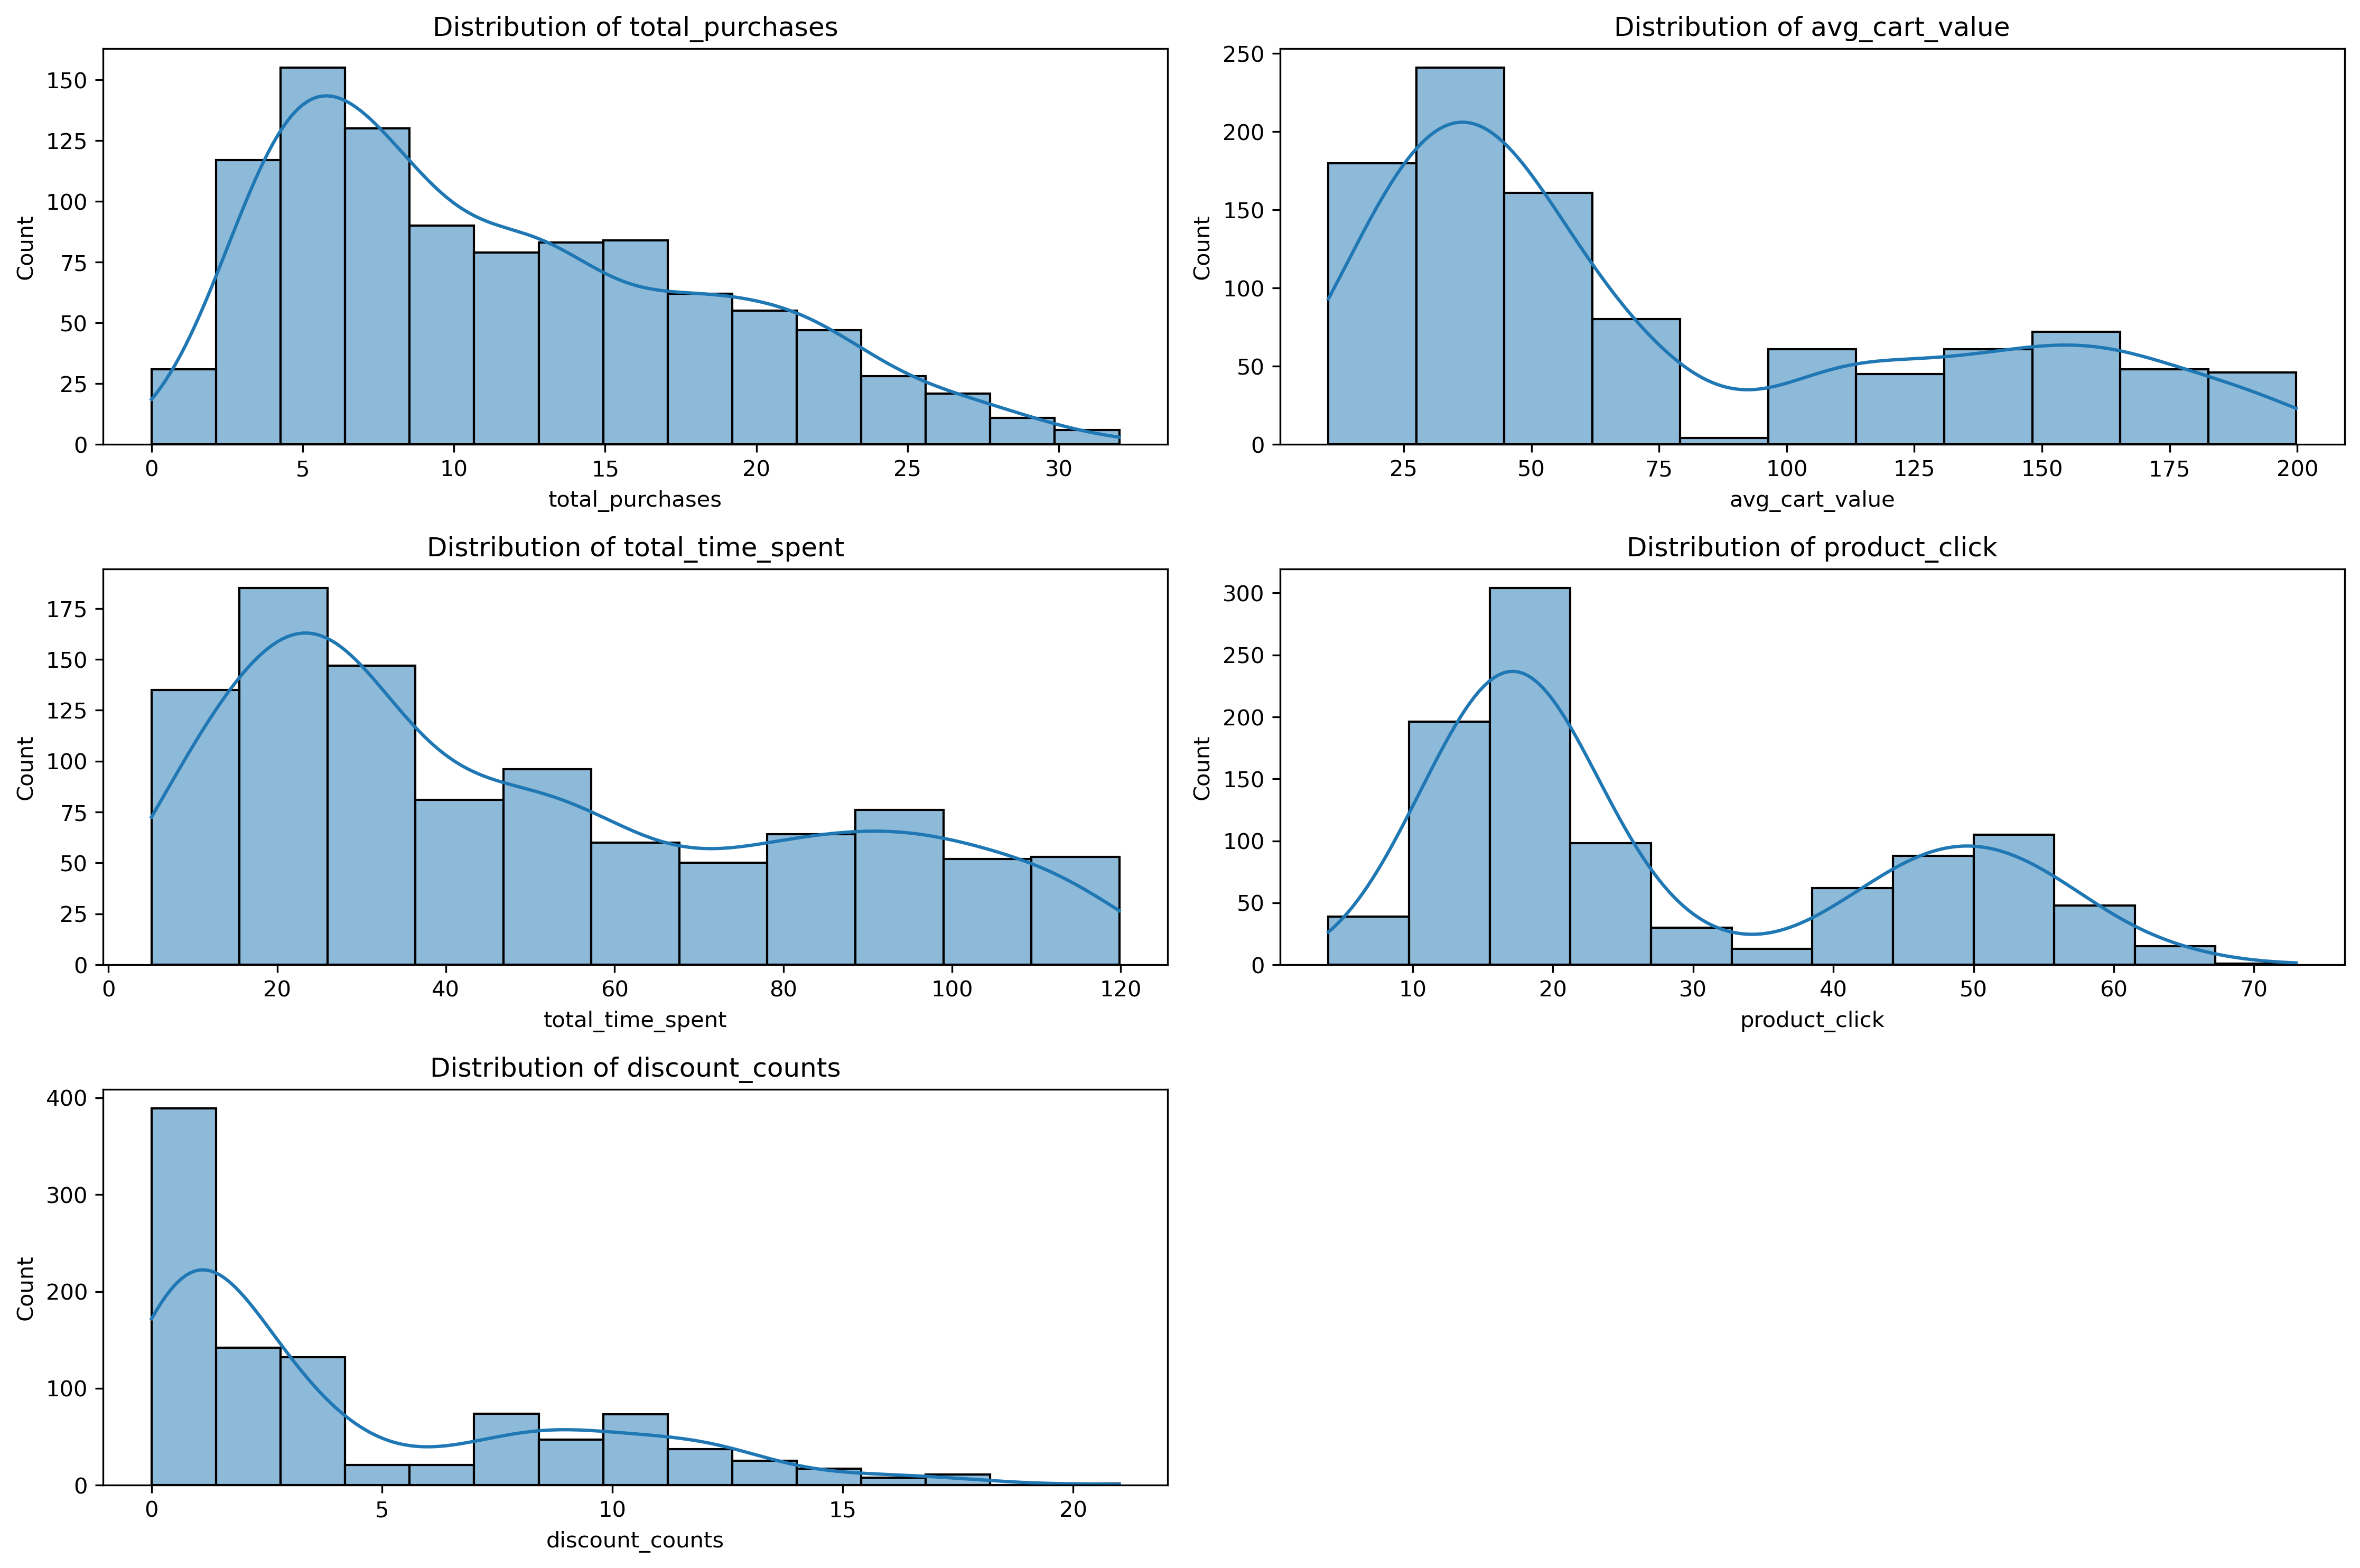 Distribution of total_purchases
Count
150
125
100
75
50
25
0
0 5 10 15 20 25 30
total_purchases
Distribution of avg_cart_value
Count
250
200
150
100
50
0
25 50 75 100 125 150 175 200
avg_cart_value
Distribution of total_time_spent
Count
175
150
125
100
75
50
25
0
0 20 40 60 80 100 120
total_time_spent
Distribution of product_click
Count
300
250
200
150
100
50
0
10 20 30 40 50 60 70
product_click
Distribution of discount_counts
Count
400
300
200
100
0
0 5 10 15 20
discount_counts